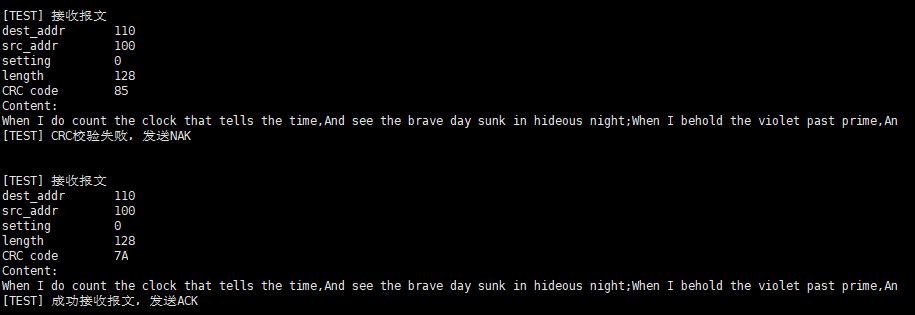 [TEST] 接收报文
dest_addr 110
src_addr 100
setting 0
length 128
CRC code 85
Content:
When I do count the clock that tells the time,And see the brave day sunk in hideous night;When I behold the violet past prime,An
[TEST] CRC校验失败, 发送NAK
[TEST] 接收报文
dest_addr 110
src_addr 100
setting 0
length 128
CRC code 7A
Content:
When I do count the clock that tells the time,And see the brave day sunk in hideous night;When I behold the violet past prime,An
[TEST] 成功接收报文, 发送ACK